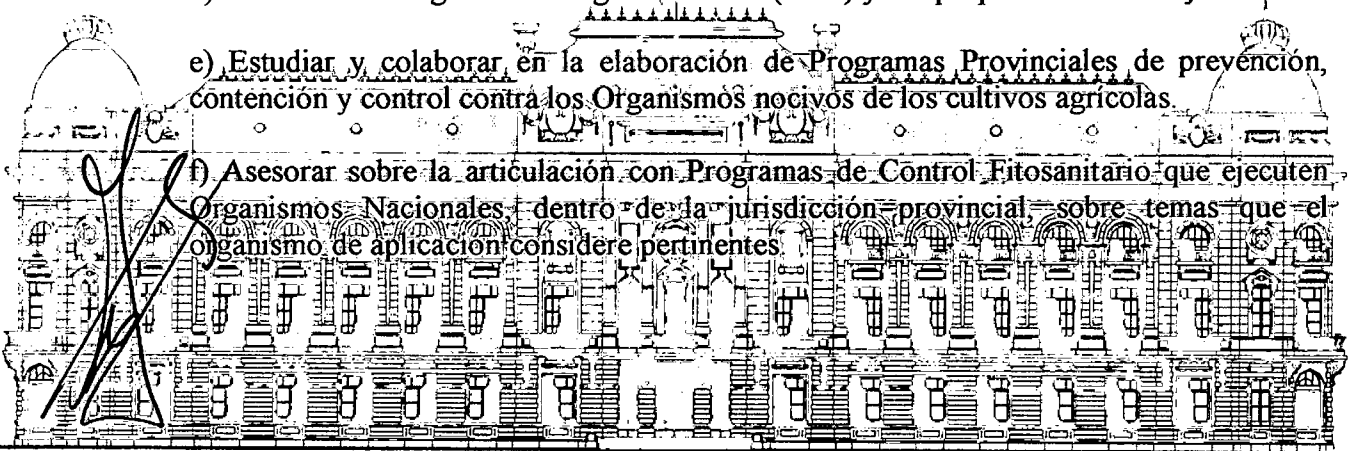 e) Estudiar y colaborar en la elaboración de Programas Provinciales de prevención,
contención y control contra los Organismos nocivos de los cultivos agrícolas.
f) Asesorar sobre la articulación con Programas de Control Fitosanitario que ejecuten
Organismos Nacionales, dentro de la jurisdicción provincial, sobre temas que el
organismo de aplicación considere pertinentes